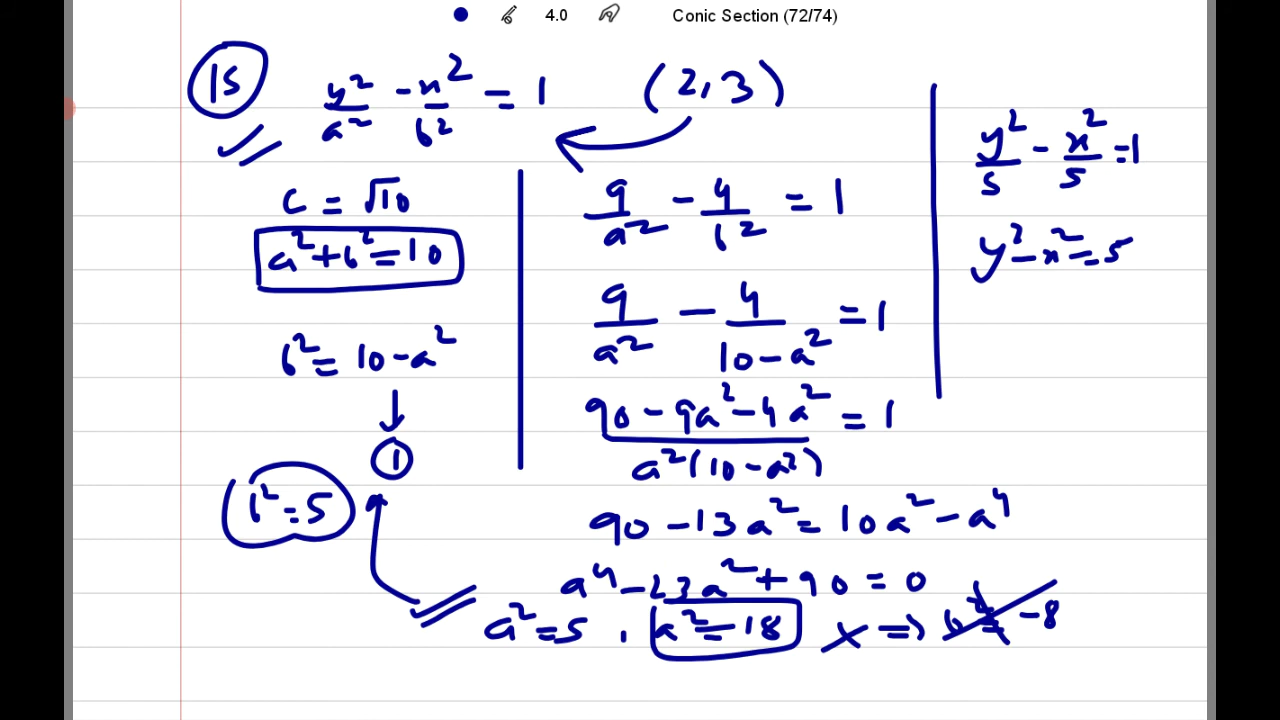 4.0 Conic Section (72/74)
15 y²/a² - x²/b² = 1 (2,3)
c = √10
a² + b² = 10
b² = 10 - a²
↓
1
b² = 5
9/a² - 4/b² = 1
9/a² - 4/(10 - a²) = 1
(90 - 9a² - 4a²)/(a²(10 - a²)) = 1
90 - 13a² = 10a² - a⁴
a⁴ - 23a² + 90 = 0
a² = 5 , a² = 18 x ⇒ b² = -8
y²/5 - x²/5 = 1
y² - x² = 5